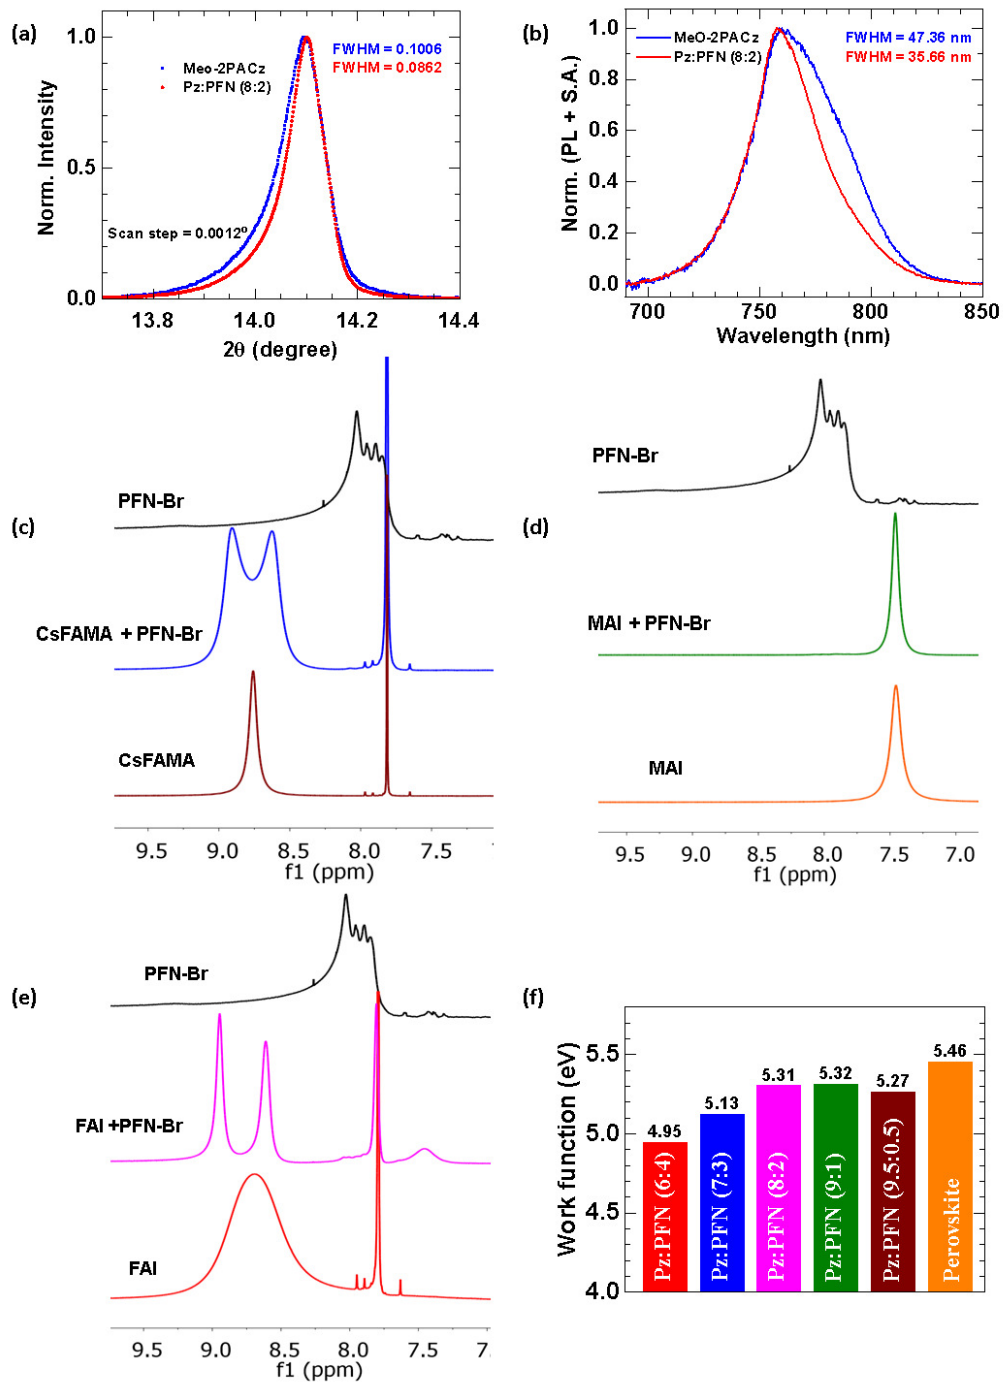 (a)
1.0
0.5
0.0
Norm. Intensity
Meo-2PACz
Pz:PFN (8:2)
FWHM = 0.1006
FWHM = 0.0862
Scan step = 0.0012⁰
13.8 14.0 14.2 14.4
2θ (degree)
(b)
1.0
0.8
0.6
0.4
0.2
0.0
Norm. (PL + S.A.)
MeO-2PACz
Pz:PFN (8:2)
FWHM = 47.36 nm
FWHM = 35.66 nm
700 750 800 850
Wavelength (nm)
(c)
PFN-Br
CsFAMA + PFN-Br
CsFAMA
9.5 9.0 8.5 8.0 7.5
f1 (ppm)
(d)
PFN-Br
MAI + PFN-Br
MAI
9.5 9.0 8.5 8.0 7.5 7.0
f1 (ppm)
(e)
PFN-Br
FAI +PFN-Br
FAI
9.5 9.0 8.5 8.0 7.5 7.0
f1 (ppm)
(f)
5.5
5.0
4.5
4.0
Work function (eV)
4.95
5.13
5.31
5.32
5.27
5.46
Pz:PFN (6:4)
Pz:PFN (7:3)
Pz:PFN (8:2)
Pz:PFN (9:1)
Pz:PFN (9.5:0.5)
Perovskite